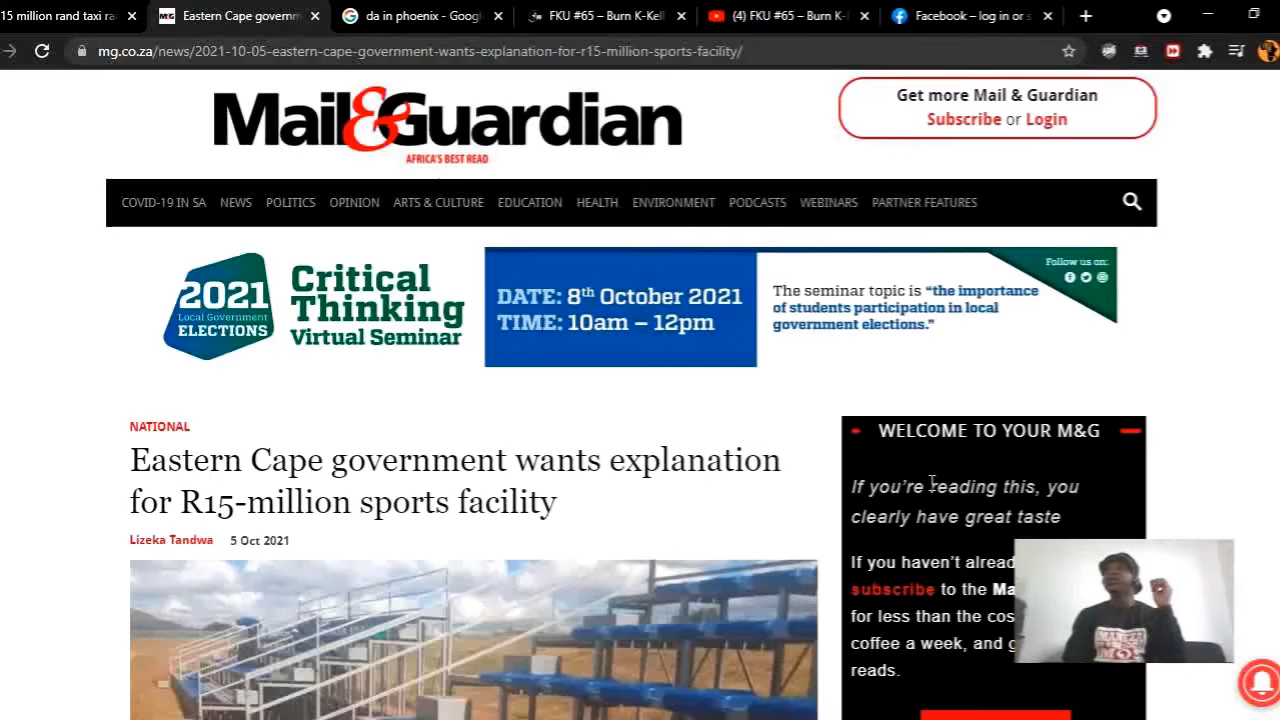 15 million rand taxi ra
Eastern Cape governm
da in phoenix - Goog
FKU #65 – Burn K-Kell
(4) FKU #65 – Burn K-
Facebook – log in or s
mg.co.za/news/2021-10-05-eastern-cape-government-wants-explanation-for-r15-million-sports-facility/
Mail&Guardian
AFRICA'S BEST READ
Get more Mail & Guardian
Subscribe or Login
COVID-19 IN SA NEWS POLITICS OPINION ARTS & CULTURE EDUCATION HEALTH ENVIRONMENT PODCASTS WEBINARS PARTNER FEATURES
2021
Local Government
ELECTIONS
Critical
Thinking
Virtual Seminar
DATE: 8th October 2021
TIME: 10am – 12pm
The seminar topic is “the importance
of students participation in local
government elections.”
Follow us on:
NATIONAL
Eastern Cape government wants explanation
for R15-million sports facility
Lizeka Tandwa 5 Oct 2021
WELCOME TO YOUR M&G
If you’re reading this, you
clearly have great taste
If you haven’t alread
subscribe to the Ma
for less than the cos
coffee a week, and g
reads.